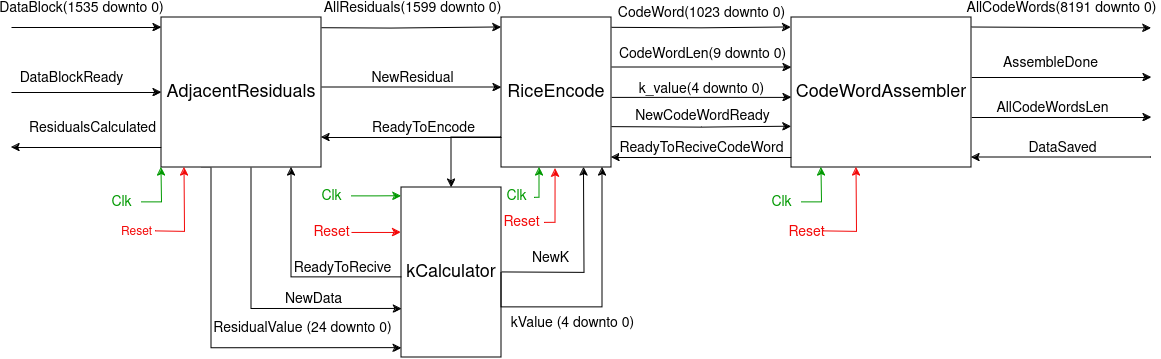 DataBlock(1535 downto 0)
AllResiduals(1599 downto 0)
CodeWord(1023 downto 0)
AllCodeWords(8191 downto 0)
CodeWordLen(9 downto 0)
AssembleDone
DataBlockReady
NewResidual
k_value(4 downto 0)
AdjacentResiduals
RiceEncode
CodeWordAssembler
AllCodeWordsLen
NewCodeWordReady
ResidualsCalculated
ReadyToEncode
ReadyToReciveCodeWord
DataSaved
Clk
Clk
Clk
Clk
Reset
Reset
Reset
Reset
ReadyToRecive
kCalculator
NewK
NewData
ResidualValue (24 downto 0)
kValue (4 downto 0)